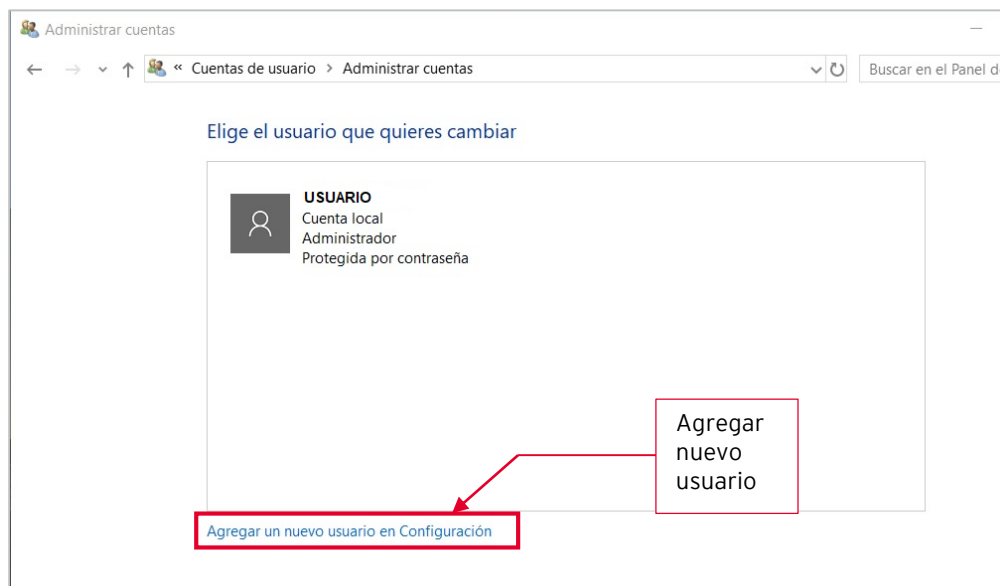 Administrar cuentas
« Cuentas de usuario > Administrar cuentas
Buscar en el Panel d
Elige el usuario que quieres cambiar
USUARIO
Cuenta local
Administrador
Protegida por contraseña
Agregar
nuevo
usuario
Agregar un nuevo usuario en Configuración